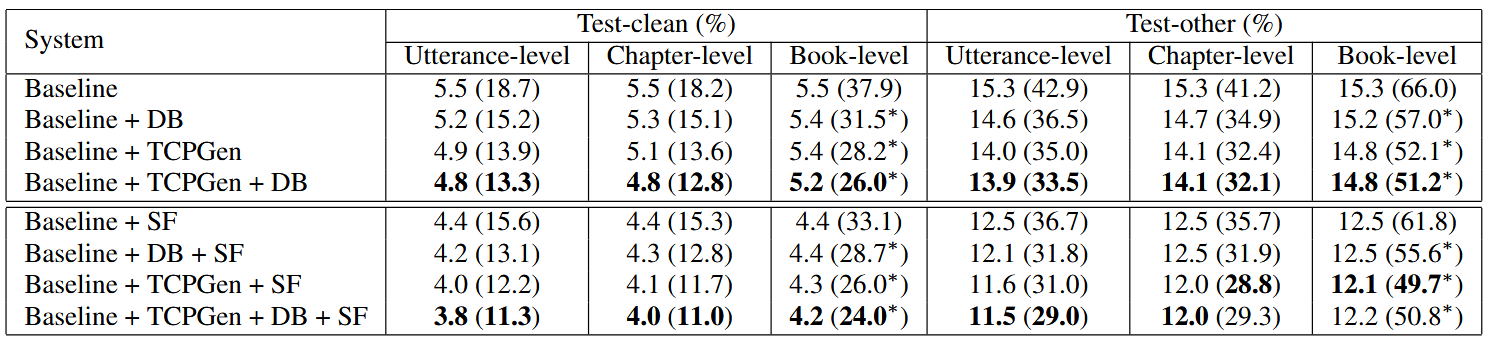 System Test-clean (%) Test-other (%)
Utterance-level Chapter-level Book-level Utterance-level Chapter-level Book-level
Baseline 5.5 (18.7) 5.5 (18.2) 5.5 (37.9) 15.3 (42.9) 15.3 (41.2) 15.3 (66.0)
Baseline + DB 5.2 (15.2) 5.3 (15.1) 5.4 (31.5*) 14.6 (36.5) 14.7 (34.9) 15.2 (57.0*)
Baseline + TCPGen 4.9 (13.9) 5.1 (13.6) 5.4 (28.2*) 14.0 (35.0) 14.1 (32.4) 14.8 (52.1*)
Baseline + TCPGen + DB 4.8 (13.3) 4.8 (12.8) 5.2 (26.0*) 13.9 (33.5) 14.1 (32.1) 14.8 (51.2*)
Baseline + SF 4.4 (15.6) 4.4 (15.3) 4.4 (33.1) 12.5 (36.7) 12.5 (35.7) 12.5 (61.8)
Baseline + DB + SF 4.2 (13.1) 4.3 (12.8) 4.4 (28.7*) 12.1 (31.8) 12.5 (31.9) 12.5 (55.6*)
Baseline + TCPGen + SF 4.0 (12.2) 4.1 (11.7) 4.3 (26.0*) 11.6 (31.0) 12.0 (28.8) 12.1 (49.7*)
Baseline + TCPGen + DB + SF 3.8 (11.3) 4.0 (11.0) 4.2 (24.0*) 11.5 (29.0) 12.0 (29.3) 12.2 (50.8*)